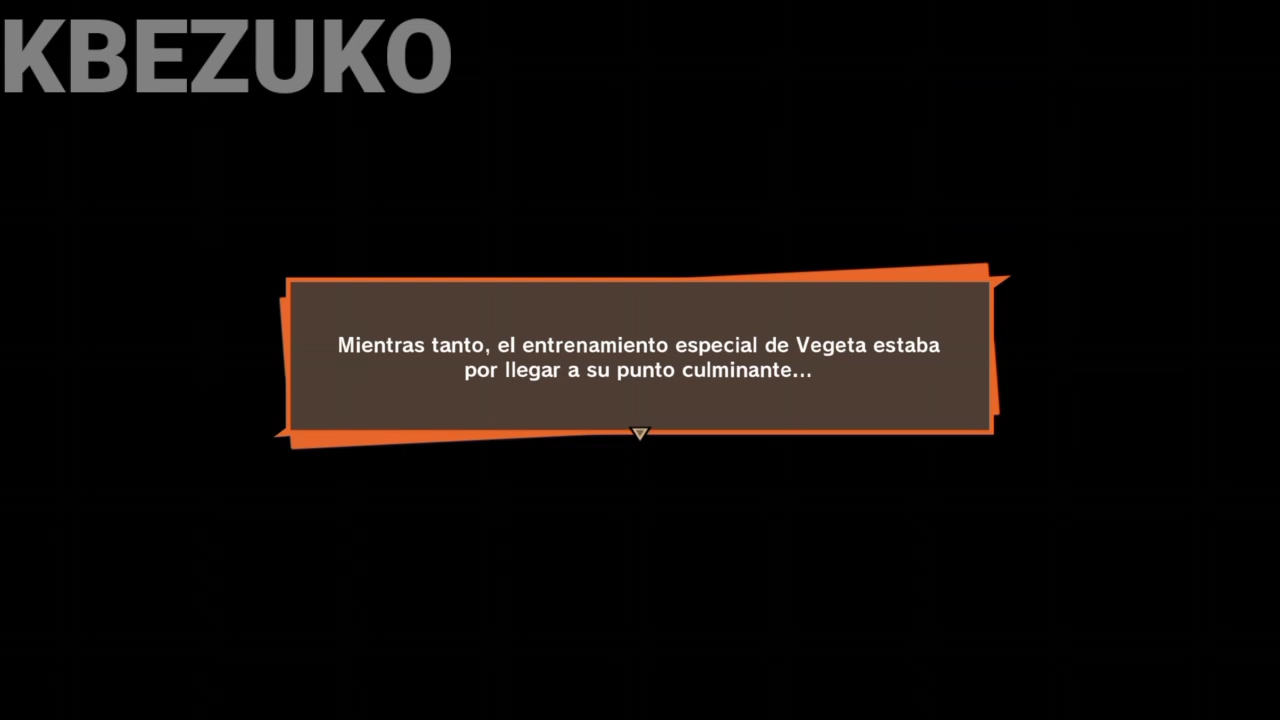 KBEZUKO
Mientras tanto, el entrenamiento especial de Vegeta estaba
por llegar a su punto culminante...